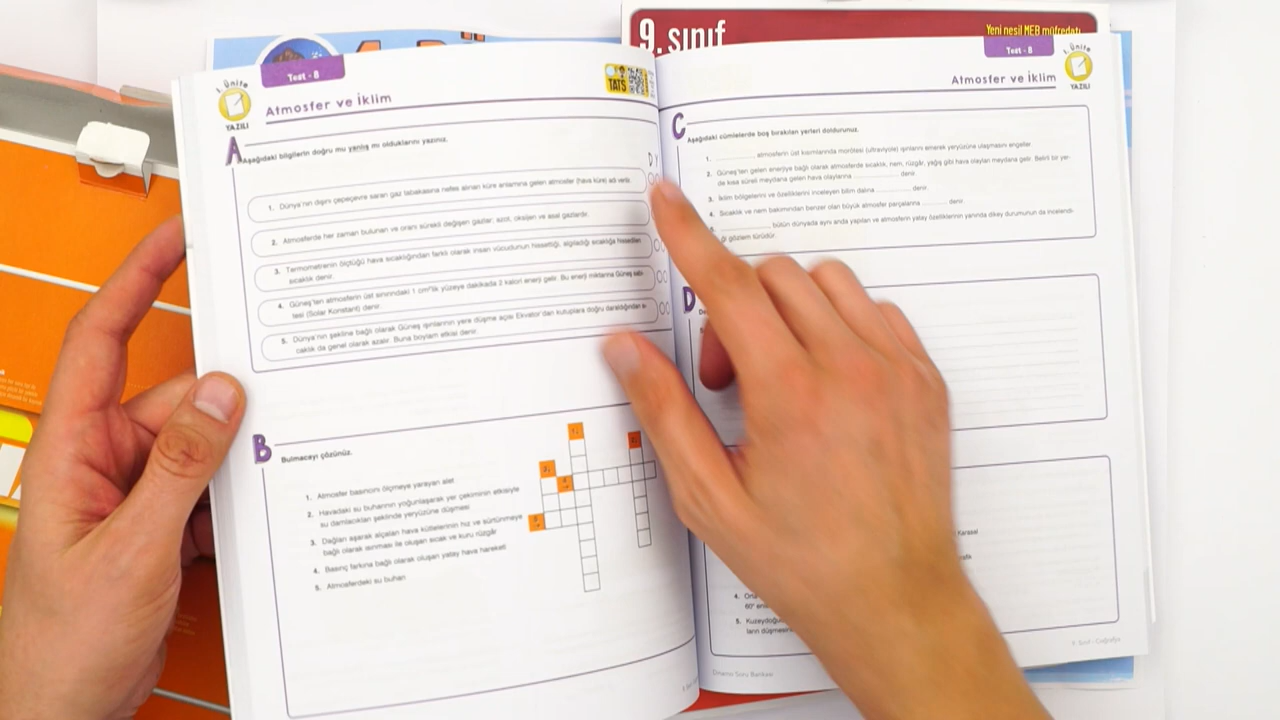 9. sınıf
Yeni nesil MEB müfredatı
1. Ünite
YAZILI
Test - 8
Atmosfer ve İklim
TATS
A
Aşağıdaki bilgilerin doğru mu yanlış mı olduklarını yazınız.
D Y
1. Dünya'nın dışını çepeçevre saran gaz tabakasına nefes alınan küre anlamına gelen atmosfer (hava küre) adı verilir.
2. Atmosferde her zaman bulunan ve oranı sürekli değişen gazlar; azot, oksijen ve asal gazlardır.
3. Termometrenin ölçtüğü hava sıcaklığından farklı olarak insan vücudunun hissettiği, algıladığı sıcaklığa hissedilen
sıcaklık denir.
4. Güneş'ten atmosferin üst sınırındaki 1 cm²lik yüzeye dakikada 2 kalori enerji gelir. Bu enerji miktarına Güneş sabi-
tesi (Solar Konstant) denir.
5. Dünya'nın şekline bağlı olarak Güneş ışınlarının yere düşme açısı Ekvator'dan kutuplara doğru daraldığından sı-
caklık da genel olarak azalır. Buna boylam etkisi denir.
B
Bulmacayı çözünüz.
1. Atmosfer basıncını ölçmeye yarayan alet
2. Havadaki su buharının yoğunlaşarak yer çekiminin etkisiyle
su damlacıkları şeklinde yeryüzüne düşmesi
3. Dağları aşarak alçalan hava kütlelerinin hız ve sürtünmeye
bağlı olarak ısınması ile oluşan sıcak ve kuru rüzgâr
4. Basınç farkına bağlı olarak oluşan yatay hava hareketi
5. Atmosferdeki su buharı
Test - 8
1. Ünite
YAZILI
Atmosfer ve İklim
C
Aşağıdaki cümlelerde boş bırakılan yerleri doldurunuz.
1. ............ atmosferin üst kısımlarında morötesi (ultraviyole) ışınlarını emerek yeryüzüne ulaşmasını engeller.
2. Güneş'ten gelen enerjiye bağlı olarak atmosferde sıcaklık, nem, rüzgâr, yağış gibi hava olayları meydana gelir. Belirli bir yer-
de kısa süreli meydana gelen hava olaylarına ............ denir.
3. İklim bölgelerini ve özelliklerini inceleyen bilim dalına ............ denir.
4. Sıcaklık ve nem bakımından benzer olan büyük atmosfer parçalarına ............ denir.
............ bütün dünyada aynı anda yapılan ve atmosferin yatay özelliklerinin yanında dikey durumunun da incelendi-
ği gözlem türüdür.
D
Karasal
4.
60°
5. Kuzeydoğu
ların düşmesi
Dinamo Soru Bankası
9. Sınıf - Coğrafya